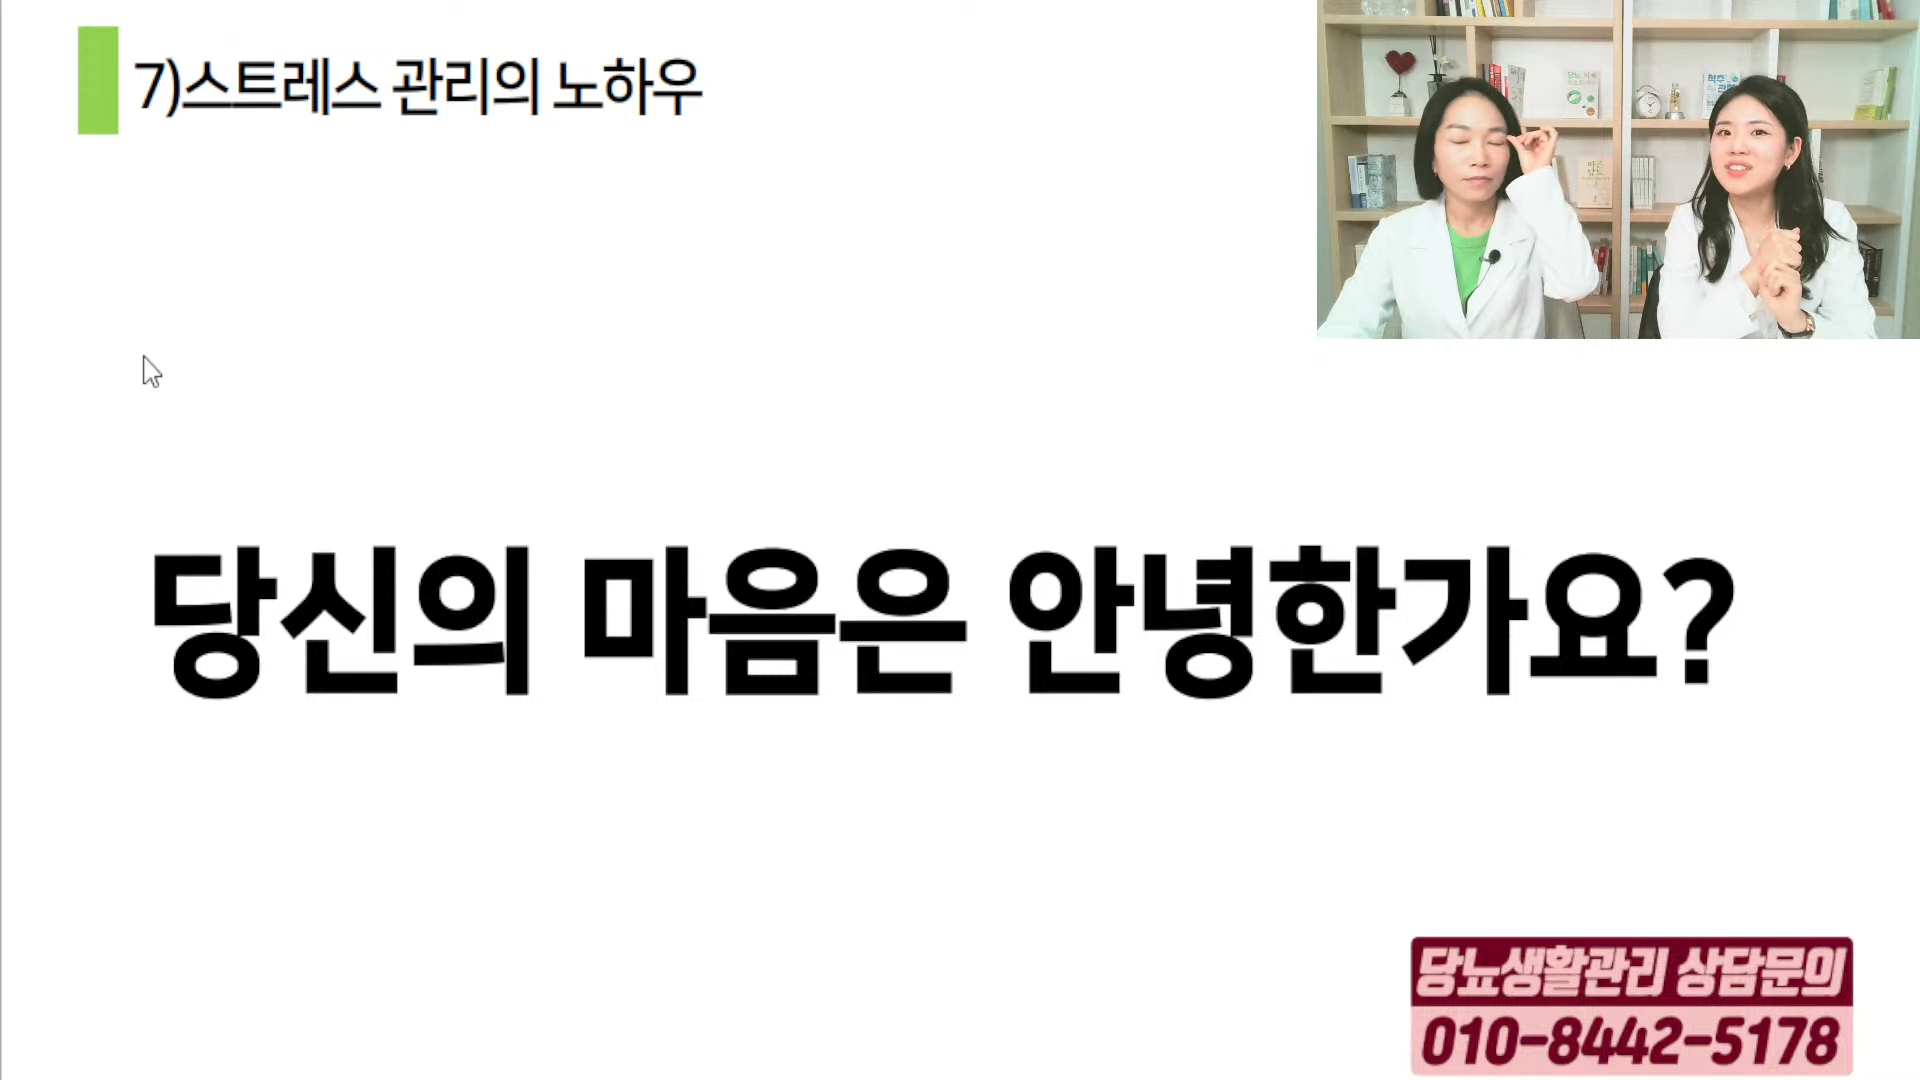 7)스트레스 관리의 노하우
당신의 마음은 안녕한가요?
당뇨생활관리 상담문의
010-8442-5178